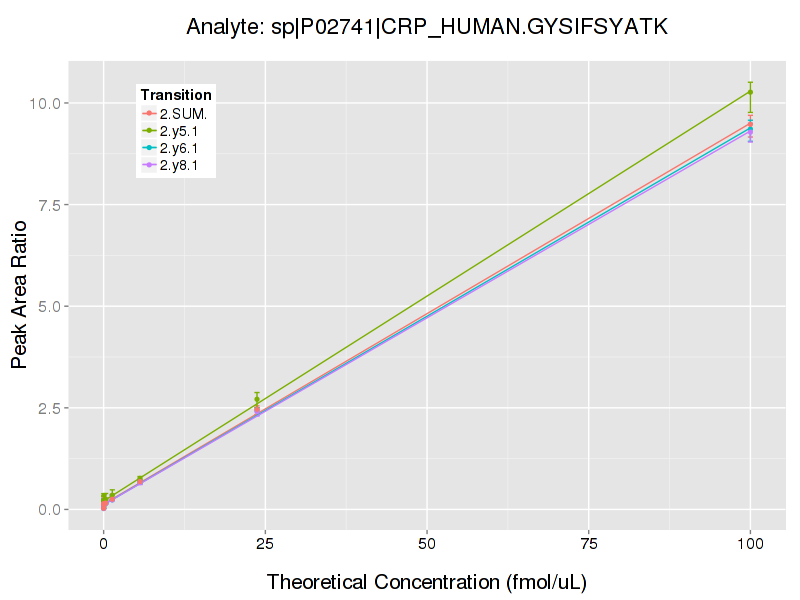 Analyte: sp|P02741|CRP_HUMAN.GYSIFSYATK
Transition
2.SUM.
2.y5.1
2.y6.1
2.y8.1
10.0
7.5
5.0
2.5
0.0
Peak Area Ratio
0 25 50 75 100
Theoretical Concentration (fmol/uL)